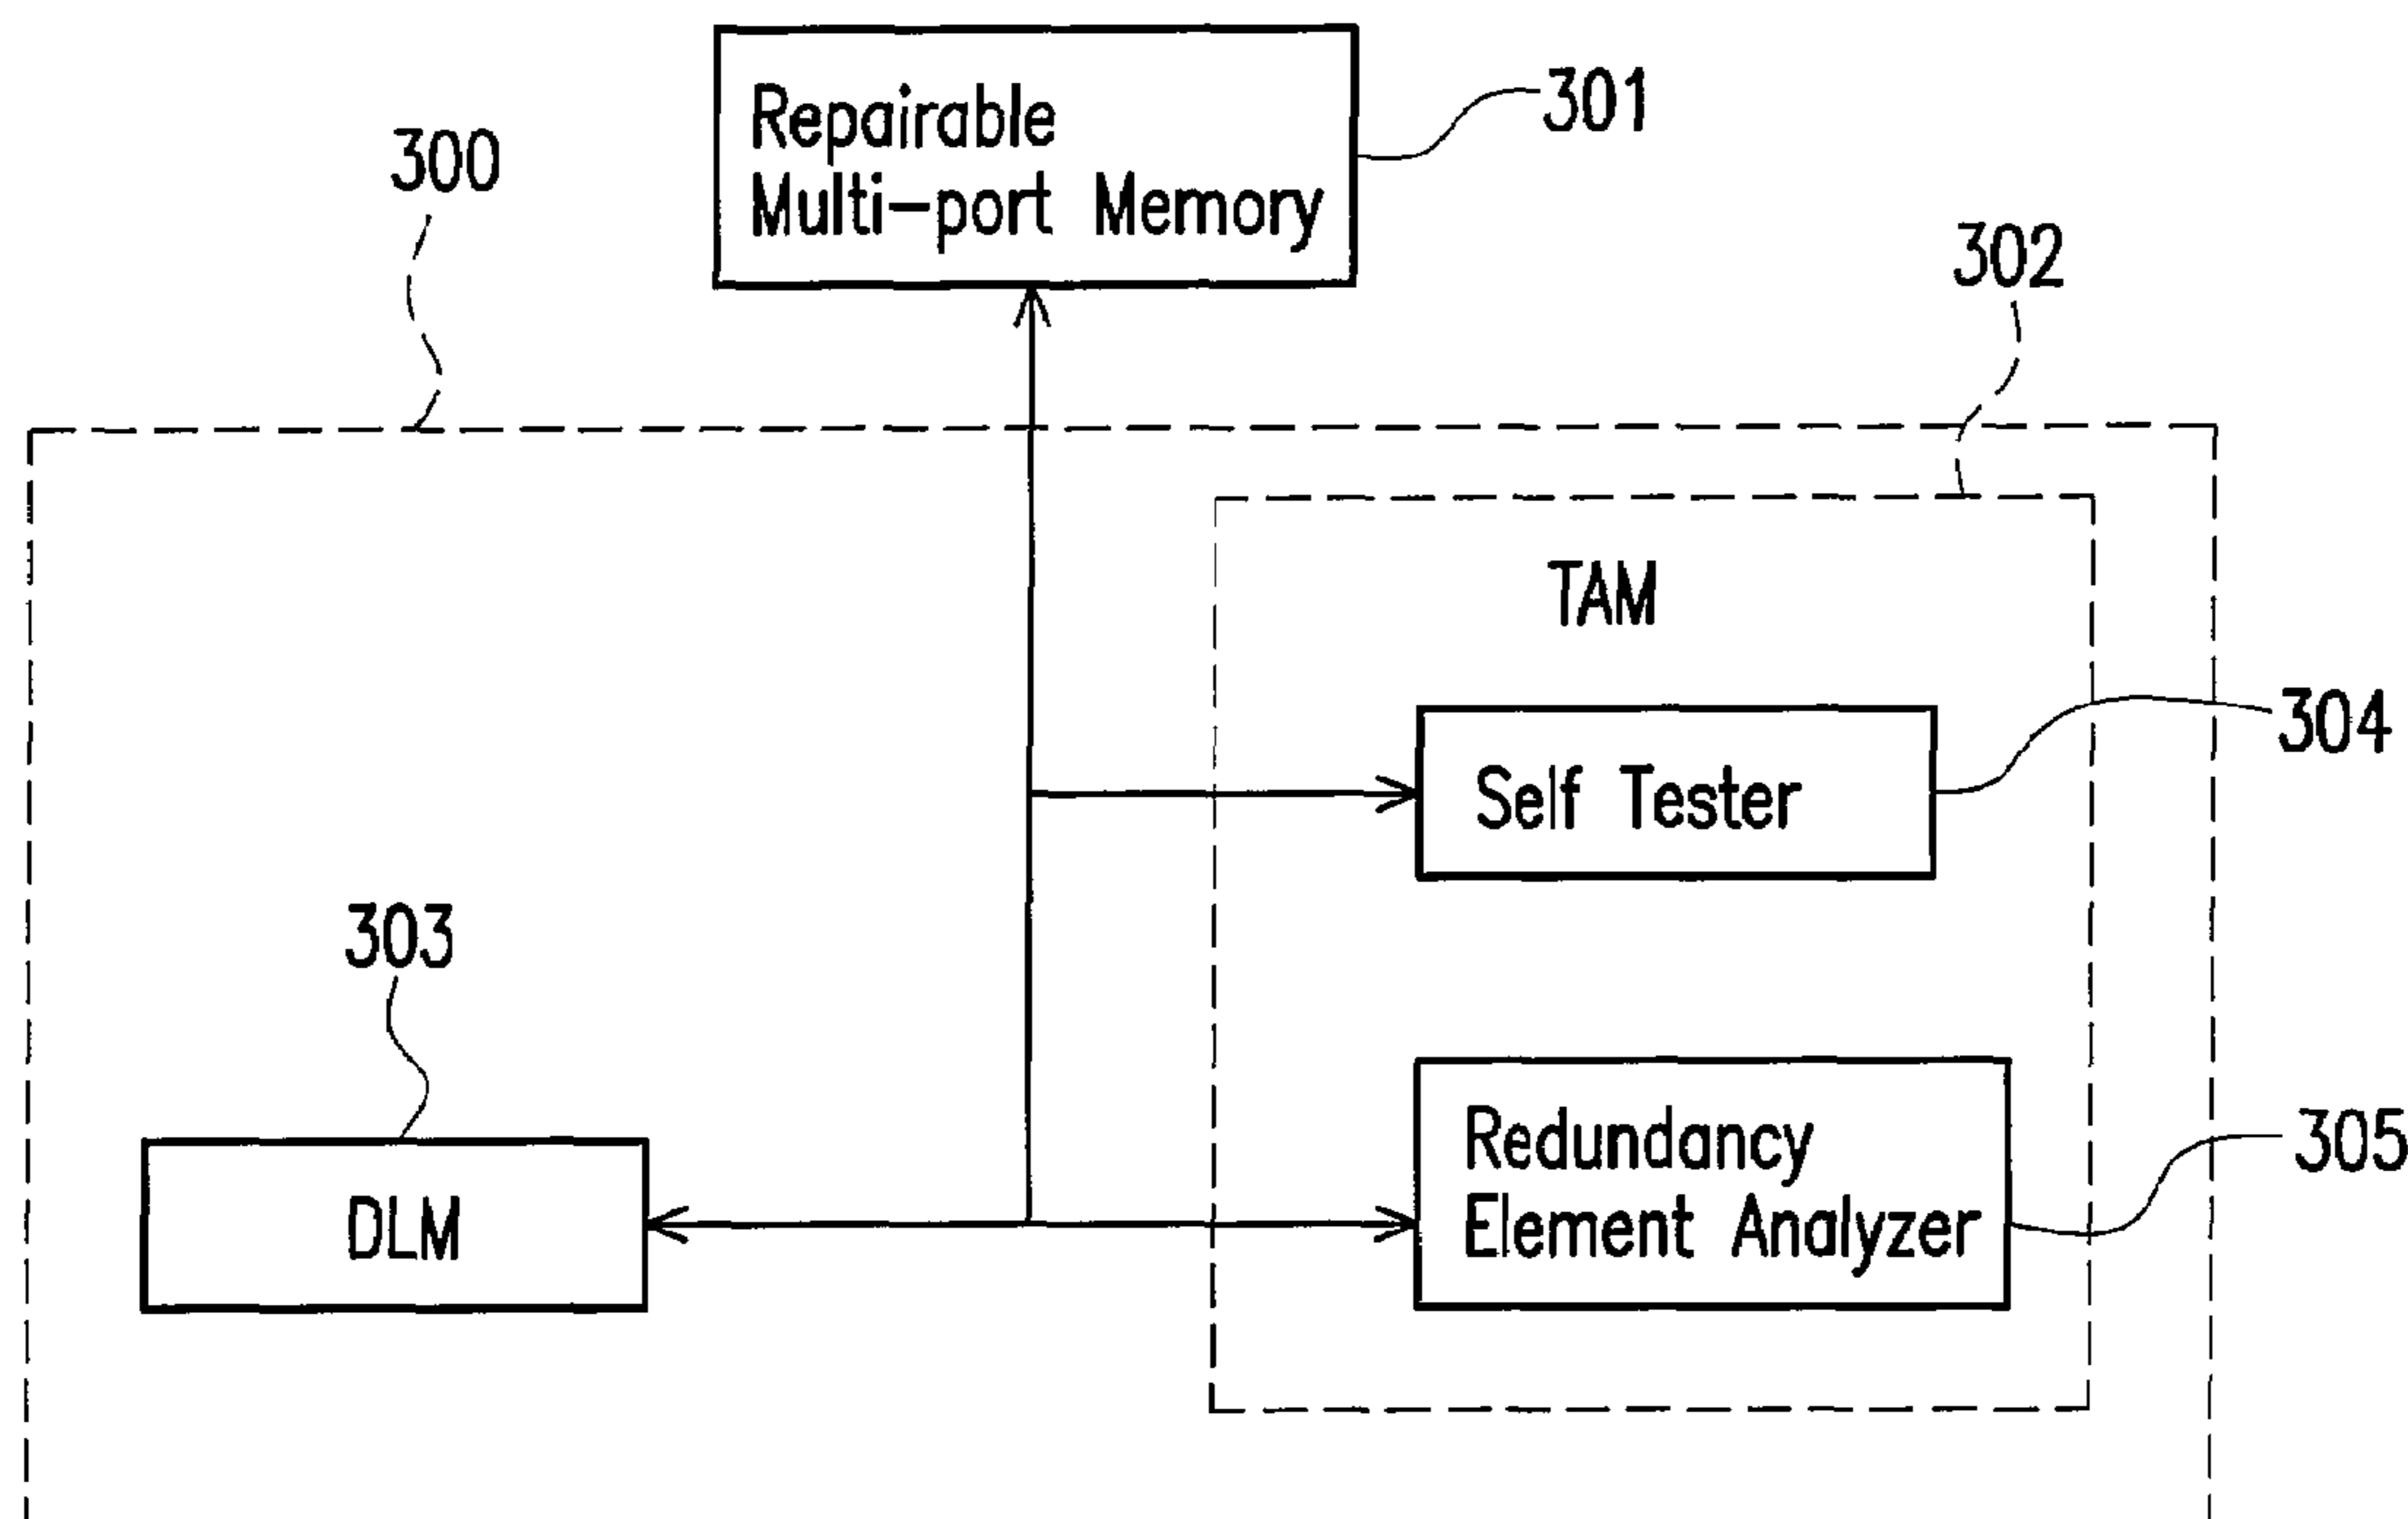 Repairable
Multi-port Memory
301
300
302
TAM
304
Self Tester
303
DLM
Redundancy
Element Analyzer
305